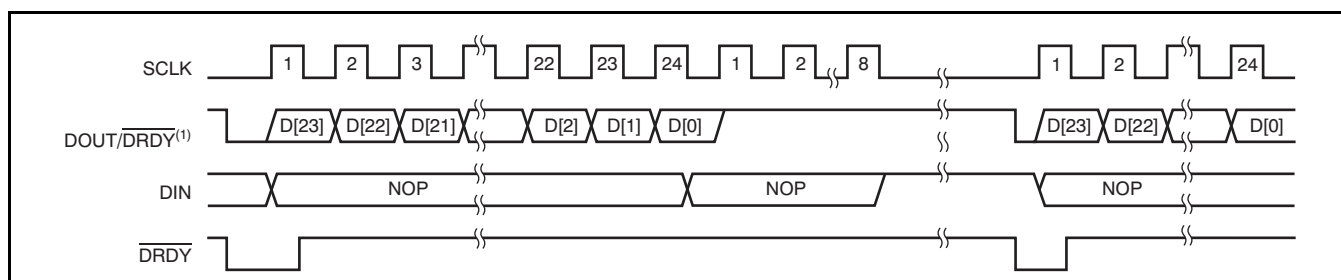 SCLK 1 2 3 22 23 24 1 2 8 1 2 24
DOUT/DRDY(1) D[23] D[22] D[21] D[2] D[1] D[0] D[23] D[22] D[0]
DIN NOP NOP NOP
DRDY